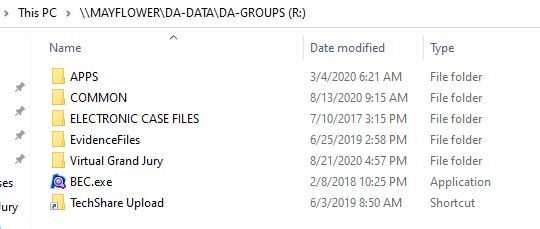 This PC > \\MAYFLOWER\DA-DATA\DA-GROUPS (R:)
Name Date modified Type
APPS 3/4/2020 6:21 AM File folder
COMMON 8/13/2020 9:15 AM File folder
ELECTRONIC CASE FILES 7/10/2017 3:15 PM File folder
EvidenceFiles 6/25/2019 2:58 PM File folder
Virtual Grand Jury 8/21/2020 4:57 PM File folder
ses BEC.exe 2/8/2018 10:25 PM Application
ury TechShare Upload 6/3/2019 8:50 AM Shortcut